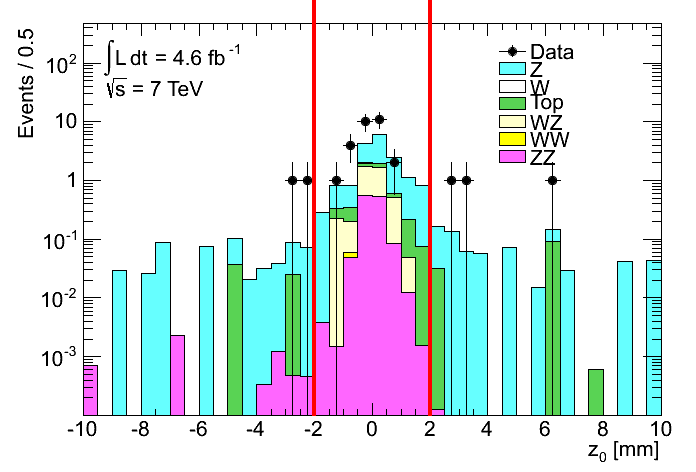 Events / 0.5
∫L dt = 4.6 fb⁻¹
√s = 7 TeV
Data
Z
W
Top
WZ
WW
ZZ
10²
10
1
10⁻¹
10⁻²
10⁻³
-10 -8 -6 -4 -2 0 2 4 6 8 10
z₀ [mm]